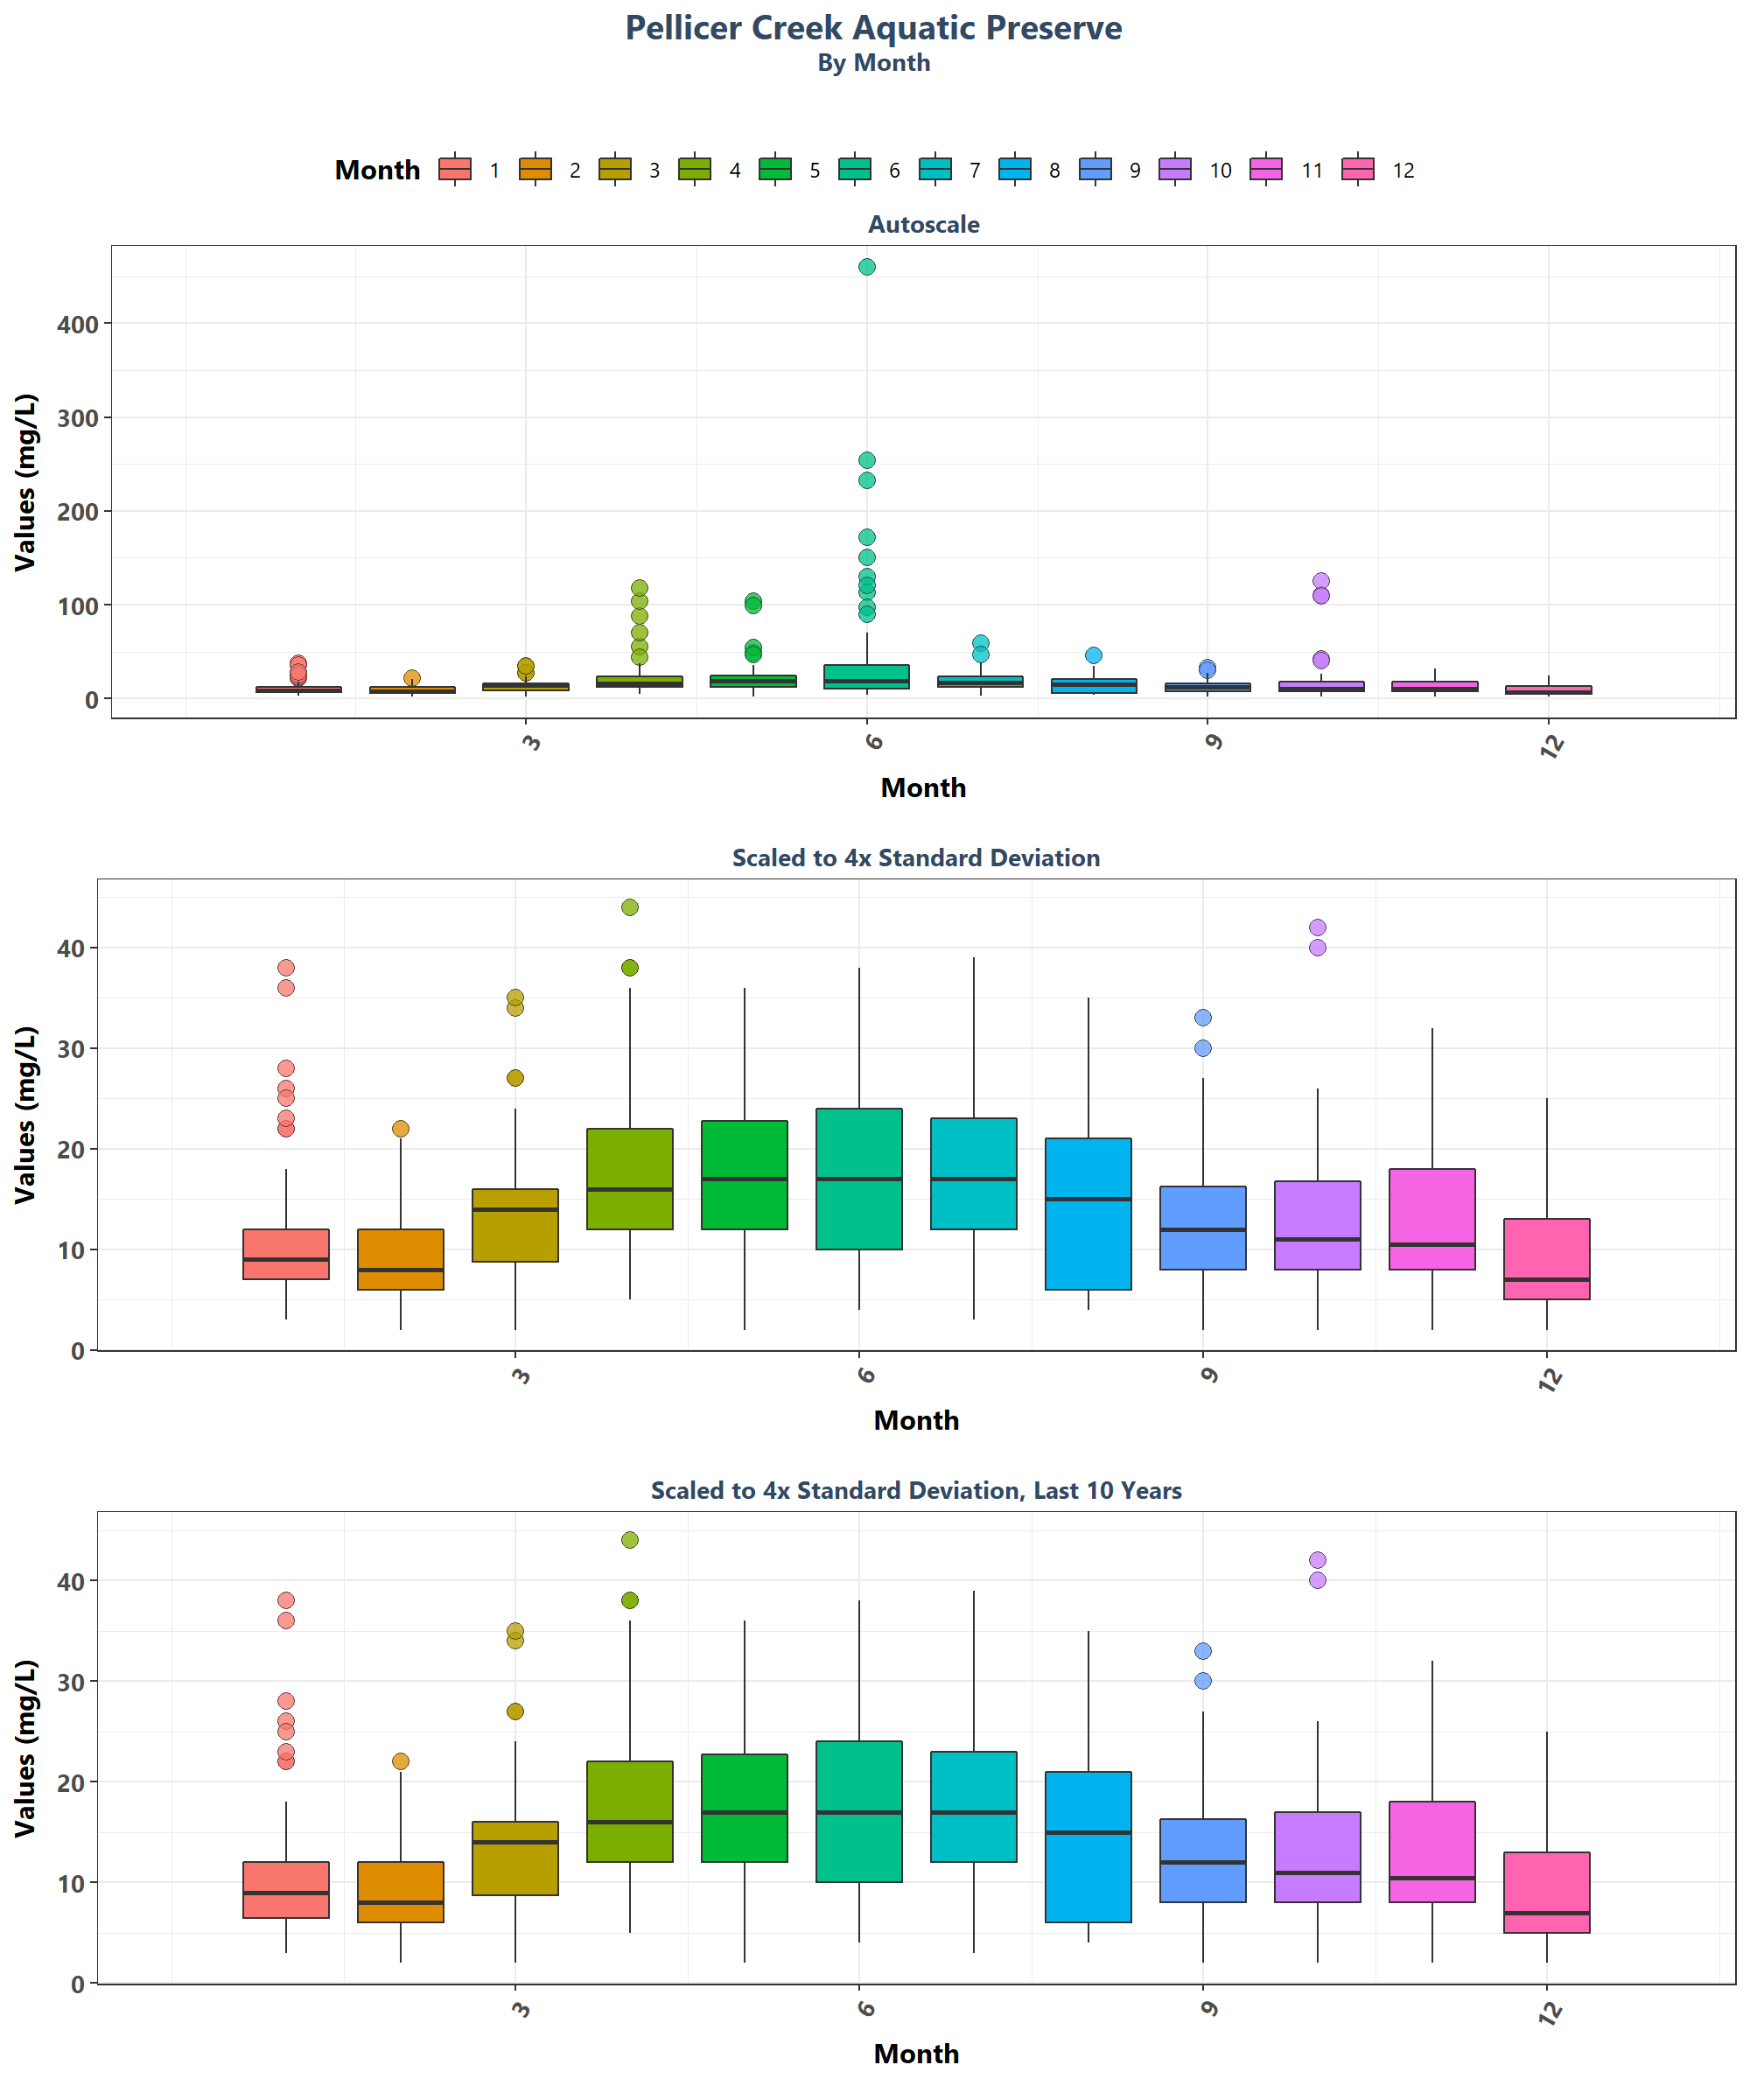 Pellicer Creek Aquatic Preserve
By Month
Month 1 2 3 4 5 6 7 8 9 10 11 12
Autoscale
Values (mg/L)
400
300
200
100
0
3 6 9 12
Month
Scaled to 4x Standard Deviation
Values (mg/L)
40
30
20
10
0
3 6 9 12
Month
Scaled to 4x Standard Deviation, Last 10 Years
Values (mg/L)
40
30
20
10
0
3 6 9 12
Month